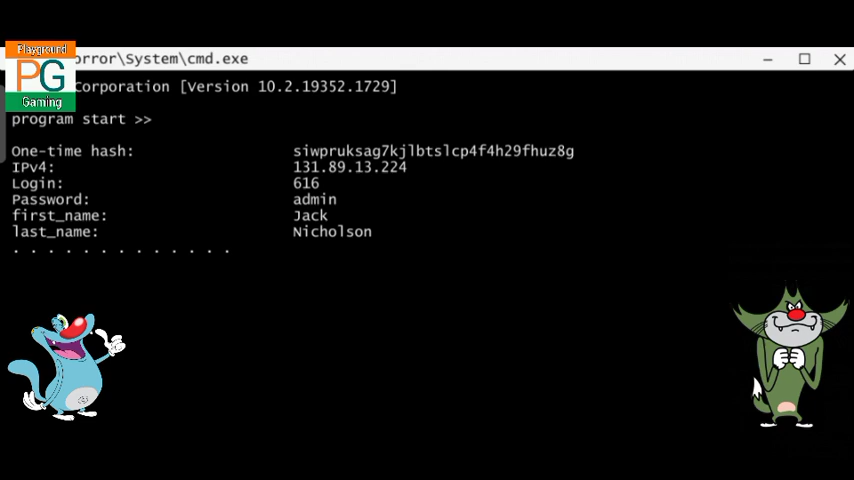 Playground
PG
Gaming
orror\System\cmd.exe
Corporation [Version 10.2.19352.1729]
program start >>
One-time hash: siwpruksag7kjlbtslcp4f4h29fhuz8g
IPv4: 131.89.13.224
Login: 616
Password: admin
first_name: Jack
last_name: Nicholson
. . . . . . . . . . . . .